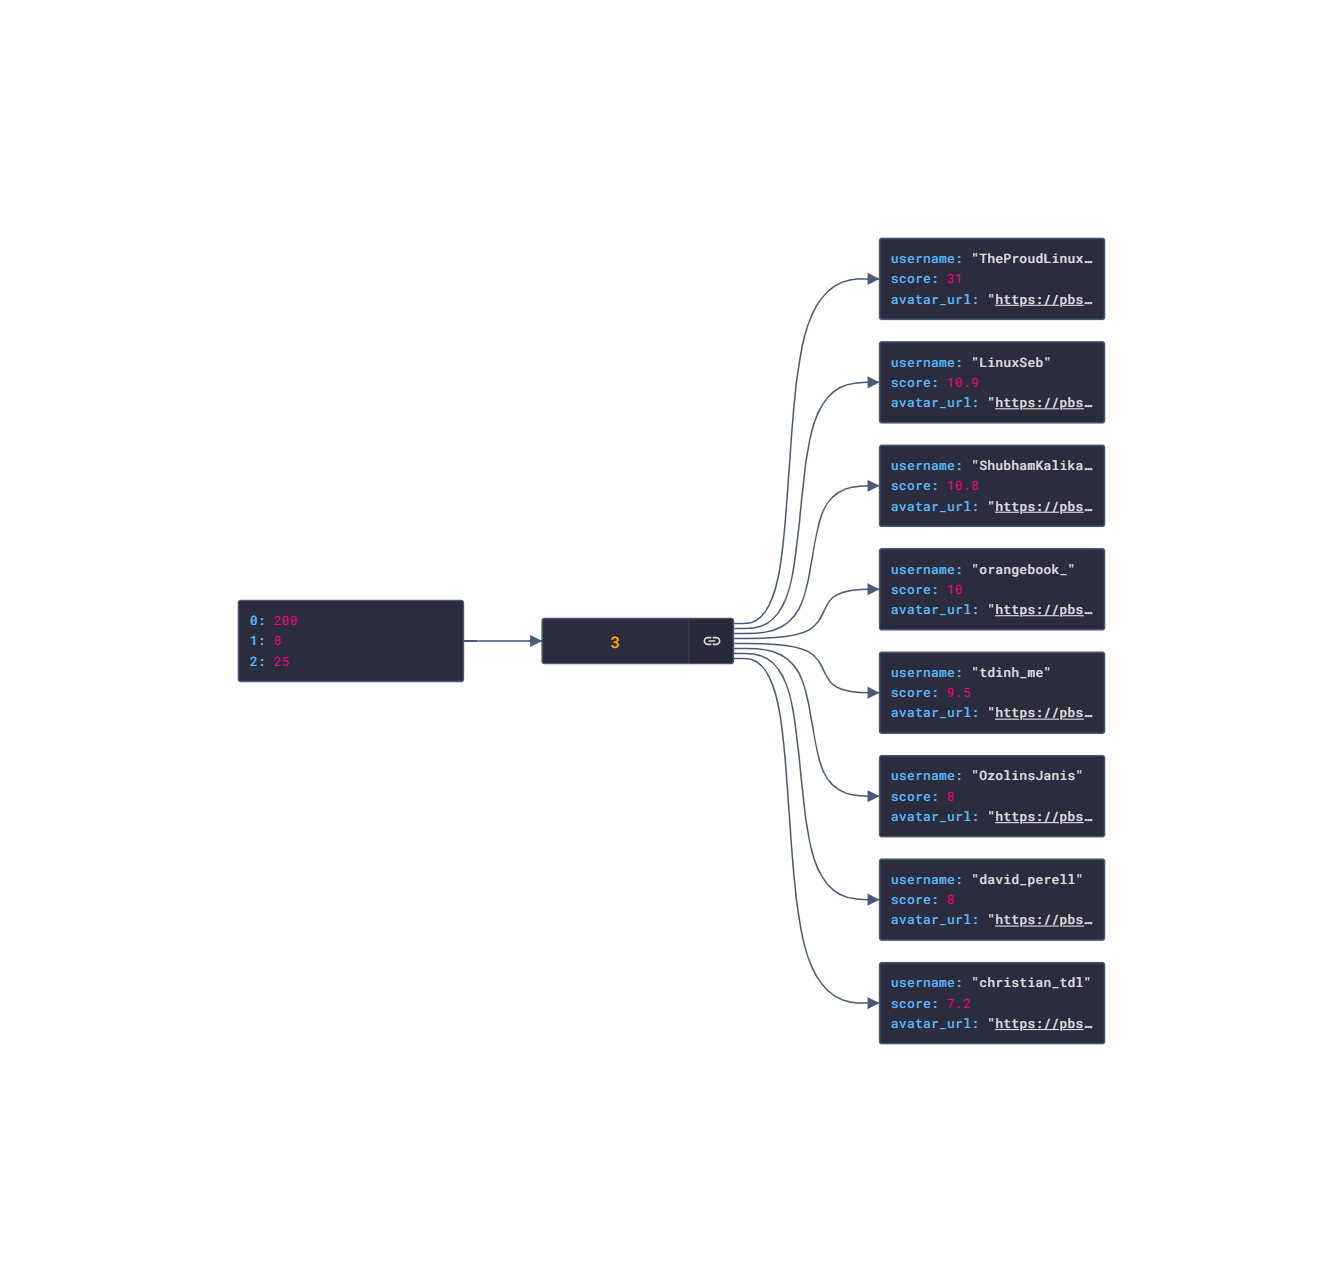 0: 200
1: 8
2: 25
3
username: "TheProudLinux…
score: 31
avatar_url: "https://pbs…
username: "LinuxSeb"
score: 10.9
avatar_url: "https://pbs…
username: "ShubhamKalika…
score: 10.8
avatar_url: "https://pbs…
username: "orangebook_"
score: 10
avatar_url: "https://pbs…
username: "tdinh_me"
score: 9.5
avatar_url: "https://pbs…
username: "OzolinsJanis"
score: 8
avatar_url: "https://pbs…
username: "david_perell"
score: 8
avatar_url: "https://pbs…
username: "christian_tdl"
score: 7.2
avatar_url: "https://pbs…